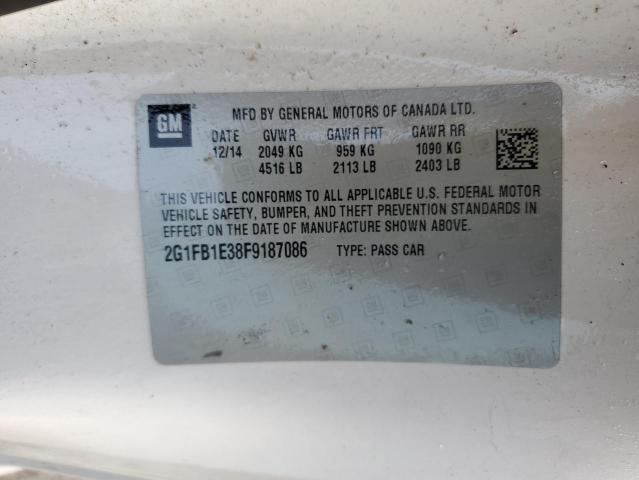 GM MFD BY GENERAL MOTORS OF CANADA LTD.
DATE GVWR GAWR FRT GAWR RR
12/14 2049 KG 959 KG 1090 KG
4516 LB 2113 LB 2403 LB
THIS VEHICLE CONFORMS TO ALL APPLICABLE U.S. FEDERAL MOTOR
VEHICLE SAFETY, BUMPER, AND THEFT PREVENTION STANDARDS IN
EFFECT ON THE DATE OF MANUFACTURE SHOWN ABOVE.
2G1FB1E38F9187086 TYPE: PASS CAR